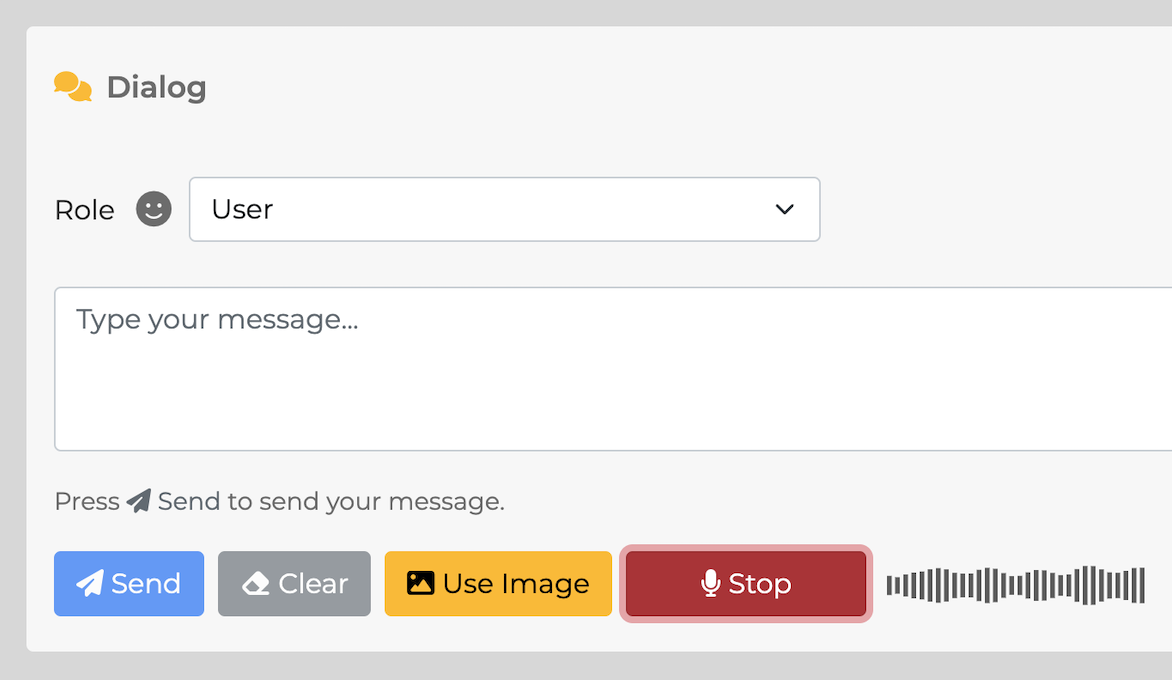 Dialog
Role User
Type your message...
Press Send to send your message.
Send Clear Use Image Stop